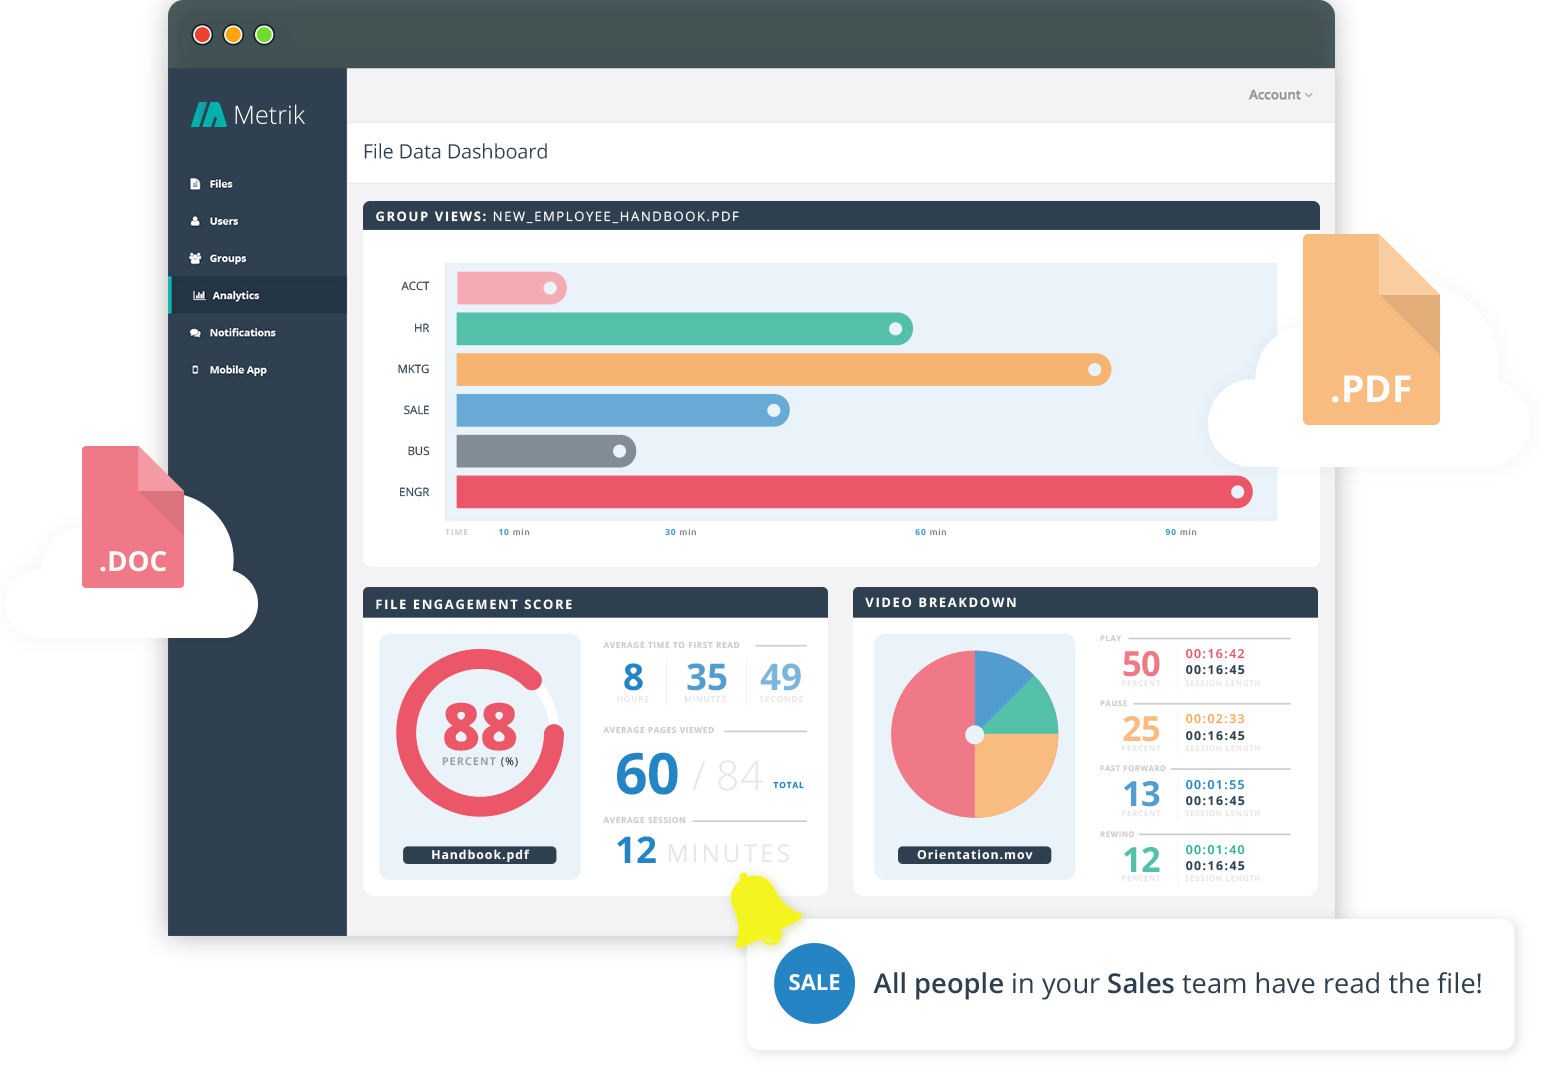 Metrik
Account
File Data Dashboard
Files
Users
Groups
Analytics
Notifications
Mobile App
GROUP VIEWS: NEW_EMPLOYEE_HANDBOOK.PDF
ACCT
HR
MKTG
SALE
BUS
ENGR
TIME 10 min 30 min 60 min 90 min
.PDF
.DOC
FILE ENGAGEMENT SCORE
88
PERCENT (%)
Handbook.pdf
AVERAGE TIME TO FIRST READ
8 35 49
HOURS MINUTES SECONDS
AVERAGE PAGES VIEWED
60 / 84 TOTAL
AVERAGE SESSION
12 MINUTES
VIDEO BREAKDOWN
Orientation.mov
PLAY
50 00:16:42
00:16:45
PERCENT SESSION LENGTH
PAUSE
25 00:02:33
00:16:45
PERCENT SESSION LENGTH
FAST FORWARD
13 00:01:55
00:16:45
PERCENT SESSION LENGTH
REWIND
12 00:01:40
00:16:45
PERCENT SESSION LENGTH
SALE
All people in your Sales team have read the file!